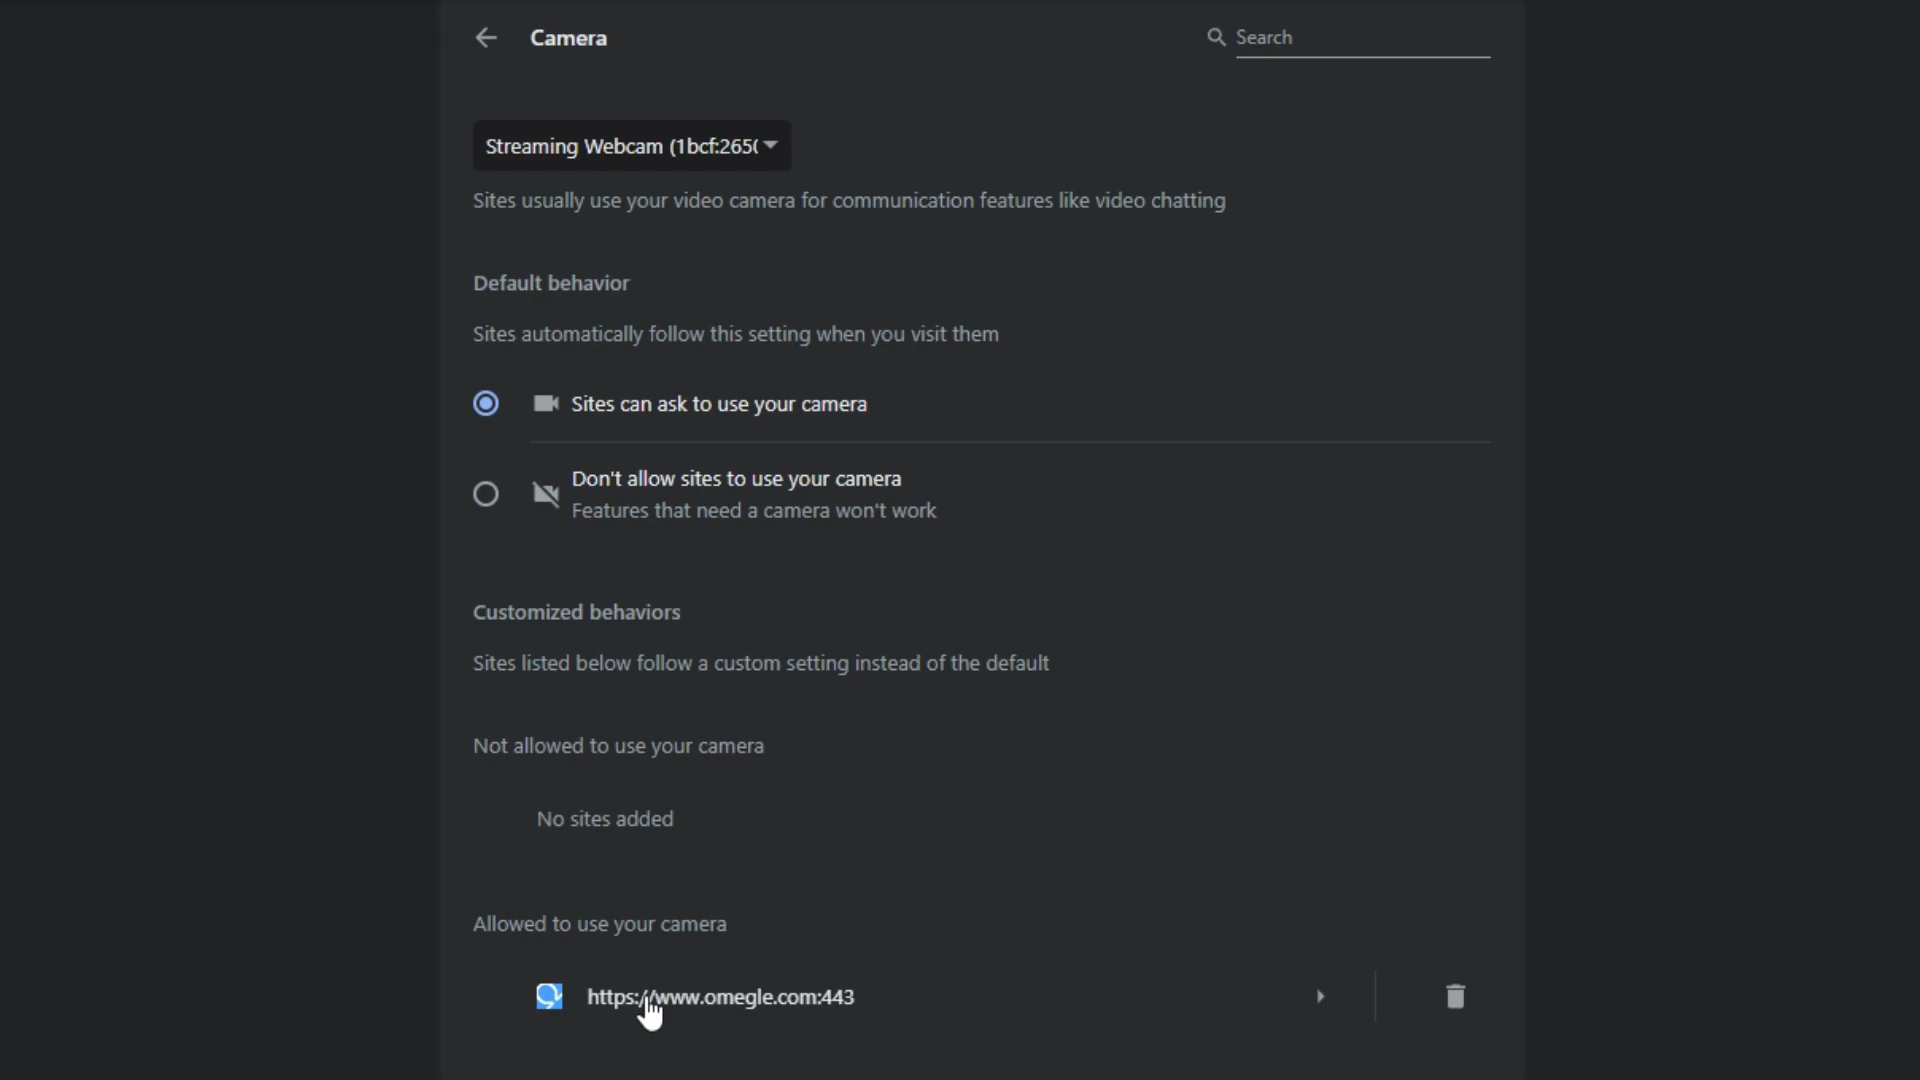 Camera
Search
Streaming Webcam (1bcf:265(
Sites usually use your video camera for communication features like video chatting
Default behavior
Sites automatically follow this setting when you visit them
Sites can ask to use your camera
Don't allow sites to use your camera
Features that need a camera won't work
Customized behaviors
Sites listed below follow a custom setting instead of the default
Not allowed to use your camera
No sites added
Allowed to use your camera
https://www.omegle.com:443